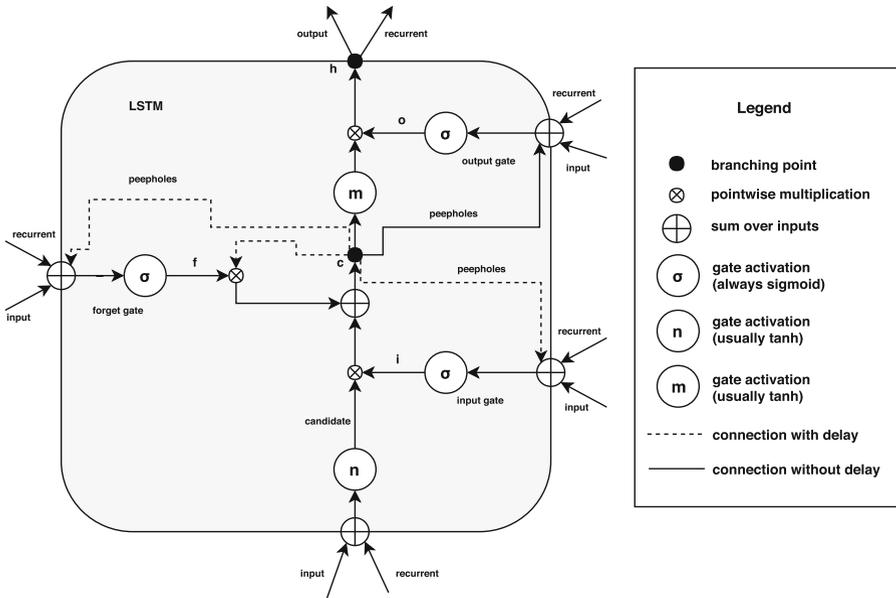 output
recurrent
h
LSTM
recurrent
o
σ
output gate
input
peepholes
m
peepholes
recurrent
c
peepholes
f
σ
forget gate
input
recurrent
i
σ
input gate
input
candidate
n
input
recurrent
Legend
branching point
pointwise multiplication
sum over inputs
σ
gate activation
(always sigmoid)
n
gate activation
(usually tanh)
m
gate activation
(usually tanh)
connection with delay
connection without delay